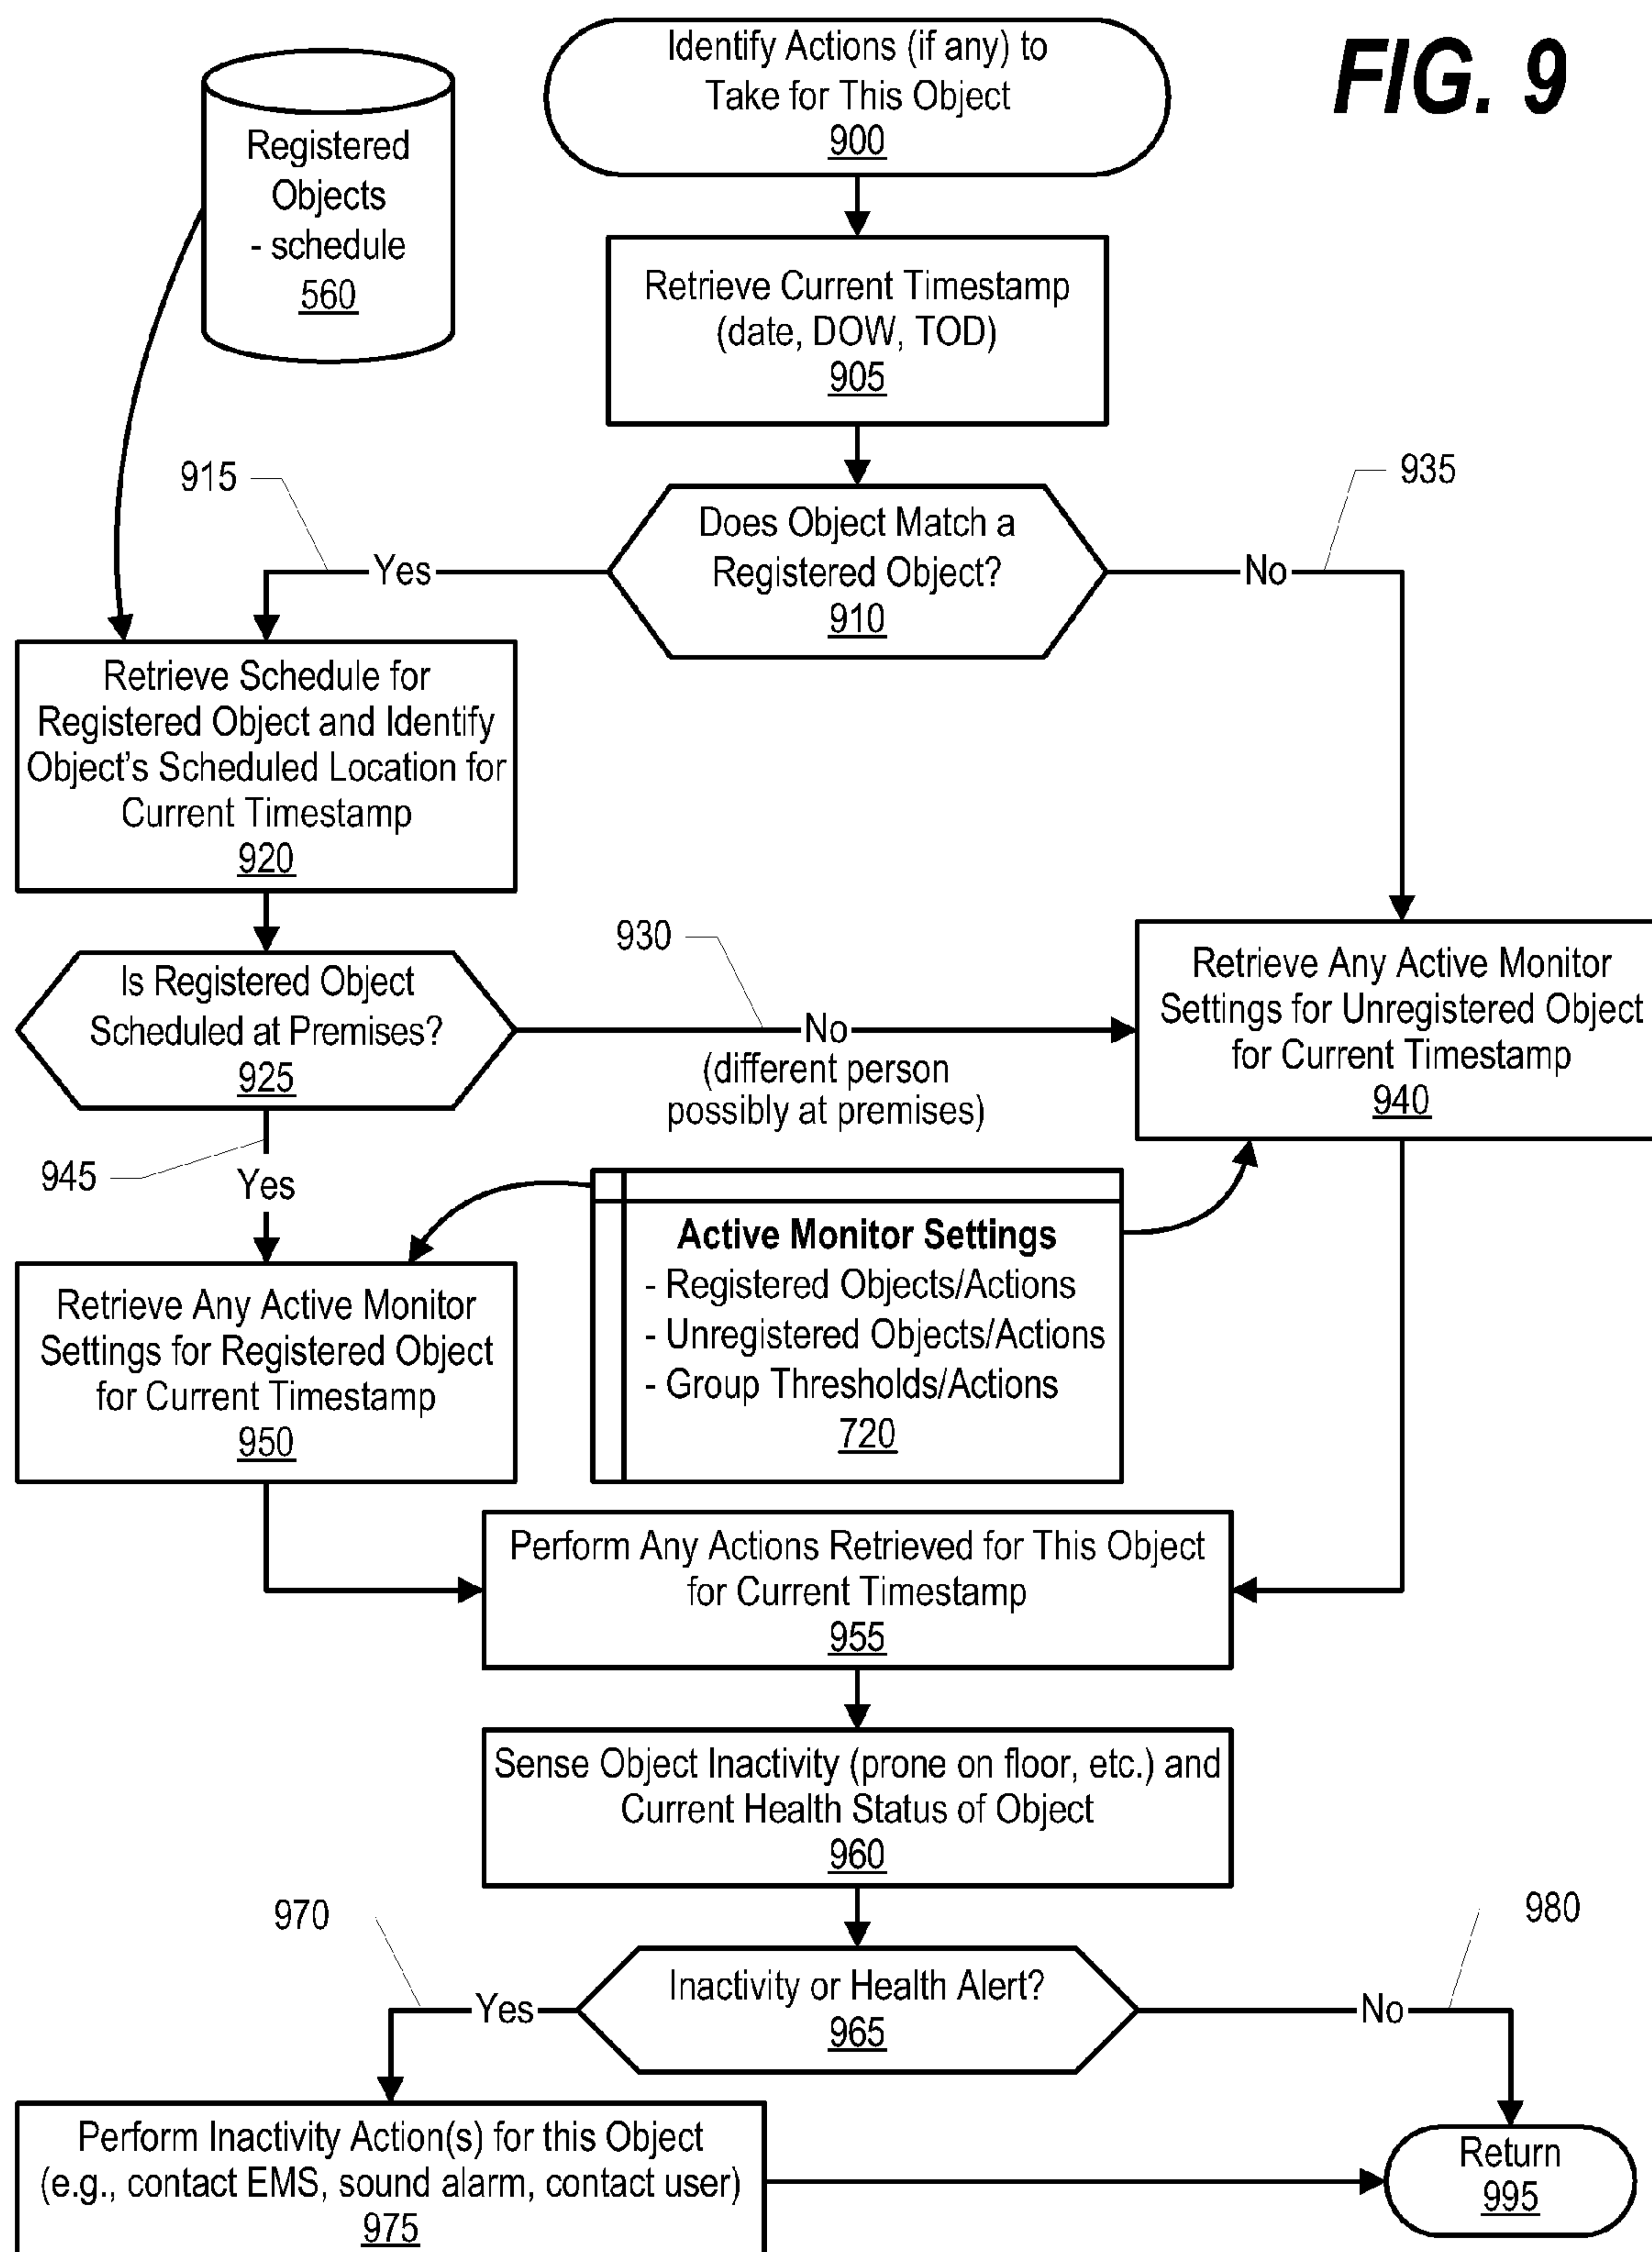 FIG. 9
Identify Actions (if any) to
Take for This Object
900
Registered
Objects
- schedule
560
Retrieve Current Timestamp
(date, DOW, TOD)
905
915
935
Does Object Match a
Registered Object?
910
Yes
No
Retrieve Schedule for
Registered Object and Identify
Object's Scheduled Location for
Current Timestamp
920
930
Is Registered Object
Scheduled at Premises?
925
No
(different person
possibly at premises)
Retrieve Any Active Monitor
Settings for Unregistered Object
for Current Timestamp
940
945
Yes
Active Monitor Settings
- Registered Objects/Actions
- Unregistered Objects/Actions
- Group Thresholds/Actions
720
Retrieve Any Active Monitor
Settings for Registered Object
for Current Timestamp
950
Perform Any Actions Retrieved for This Object
for Current Timestamp
955
Sense Object Inactivity (prone on floor, etc.) and
Current Health Status of Object
960
970
980
Inactivity or Health Alert?
965
Yes
No
Perform Inactivity Action(s) for this Object
(e.g., contact EMS, sound alarm, contact user)
975
Return
995